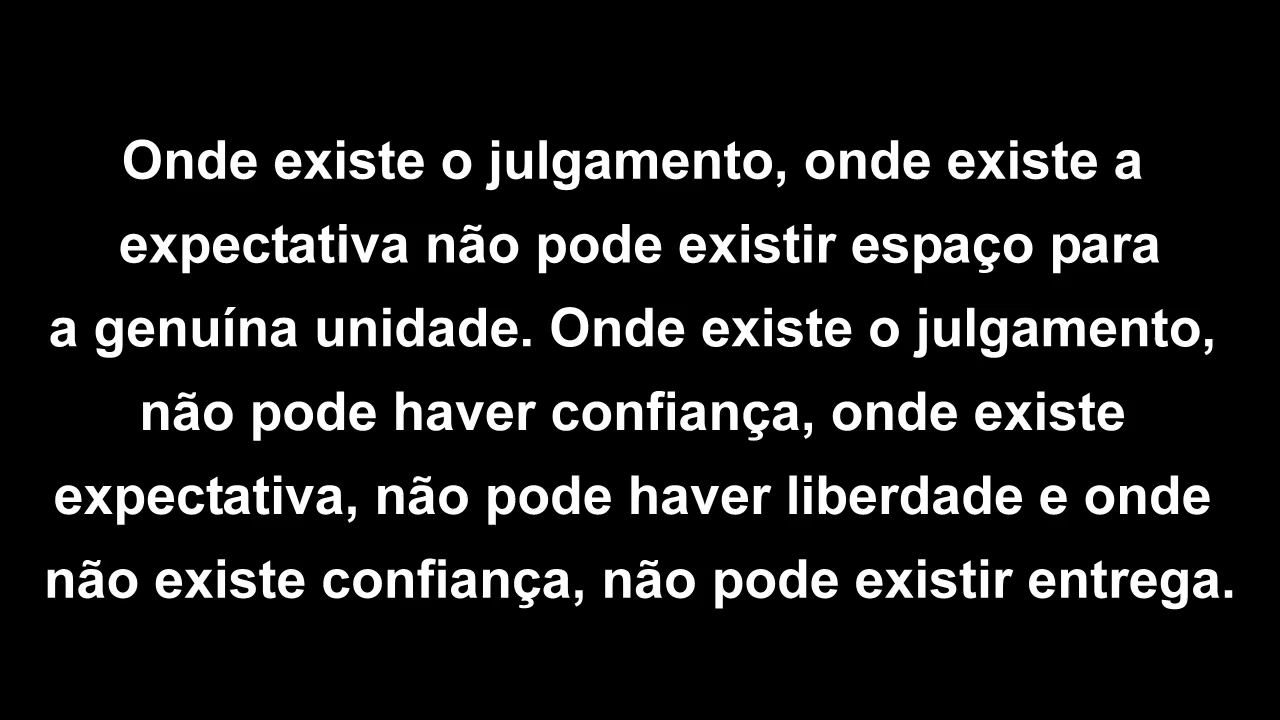 Onde existe o julgamento, onde existe a
expectativa não pode existir espaço para
a genuína unidade. Onde existe o julgamento,
não pode haver confiança, onde existe
expectativa, não pode haver liberdade e onde
não existe confiança, não pode existir entrega.